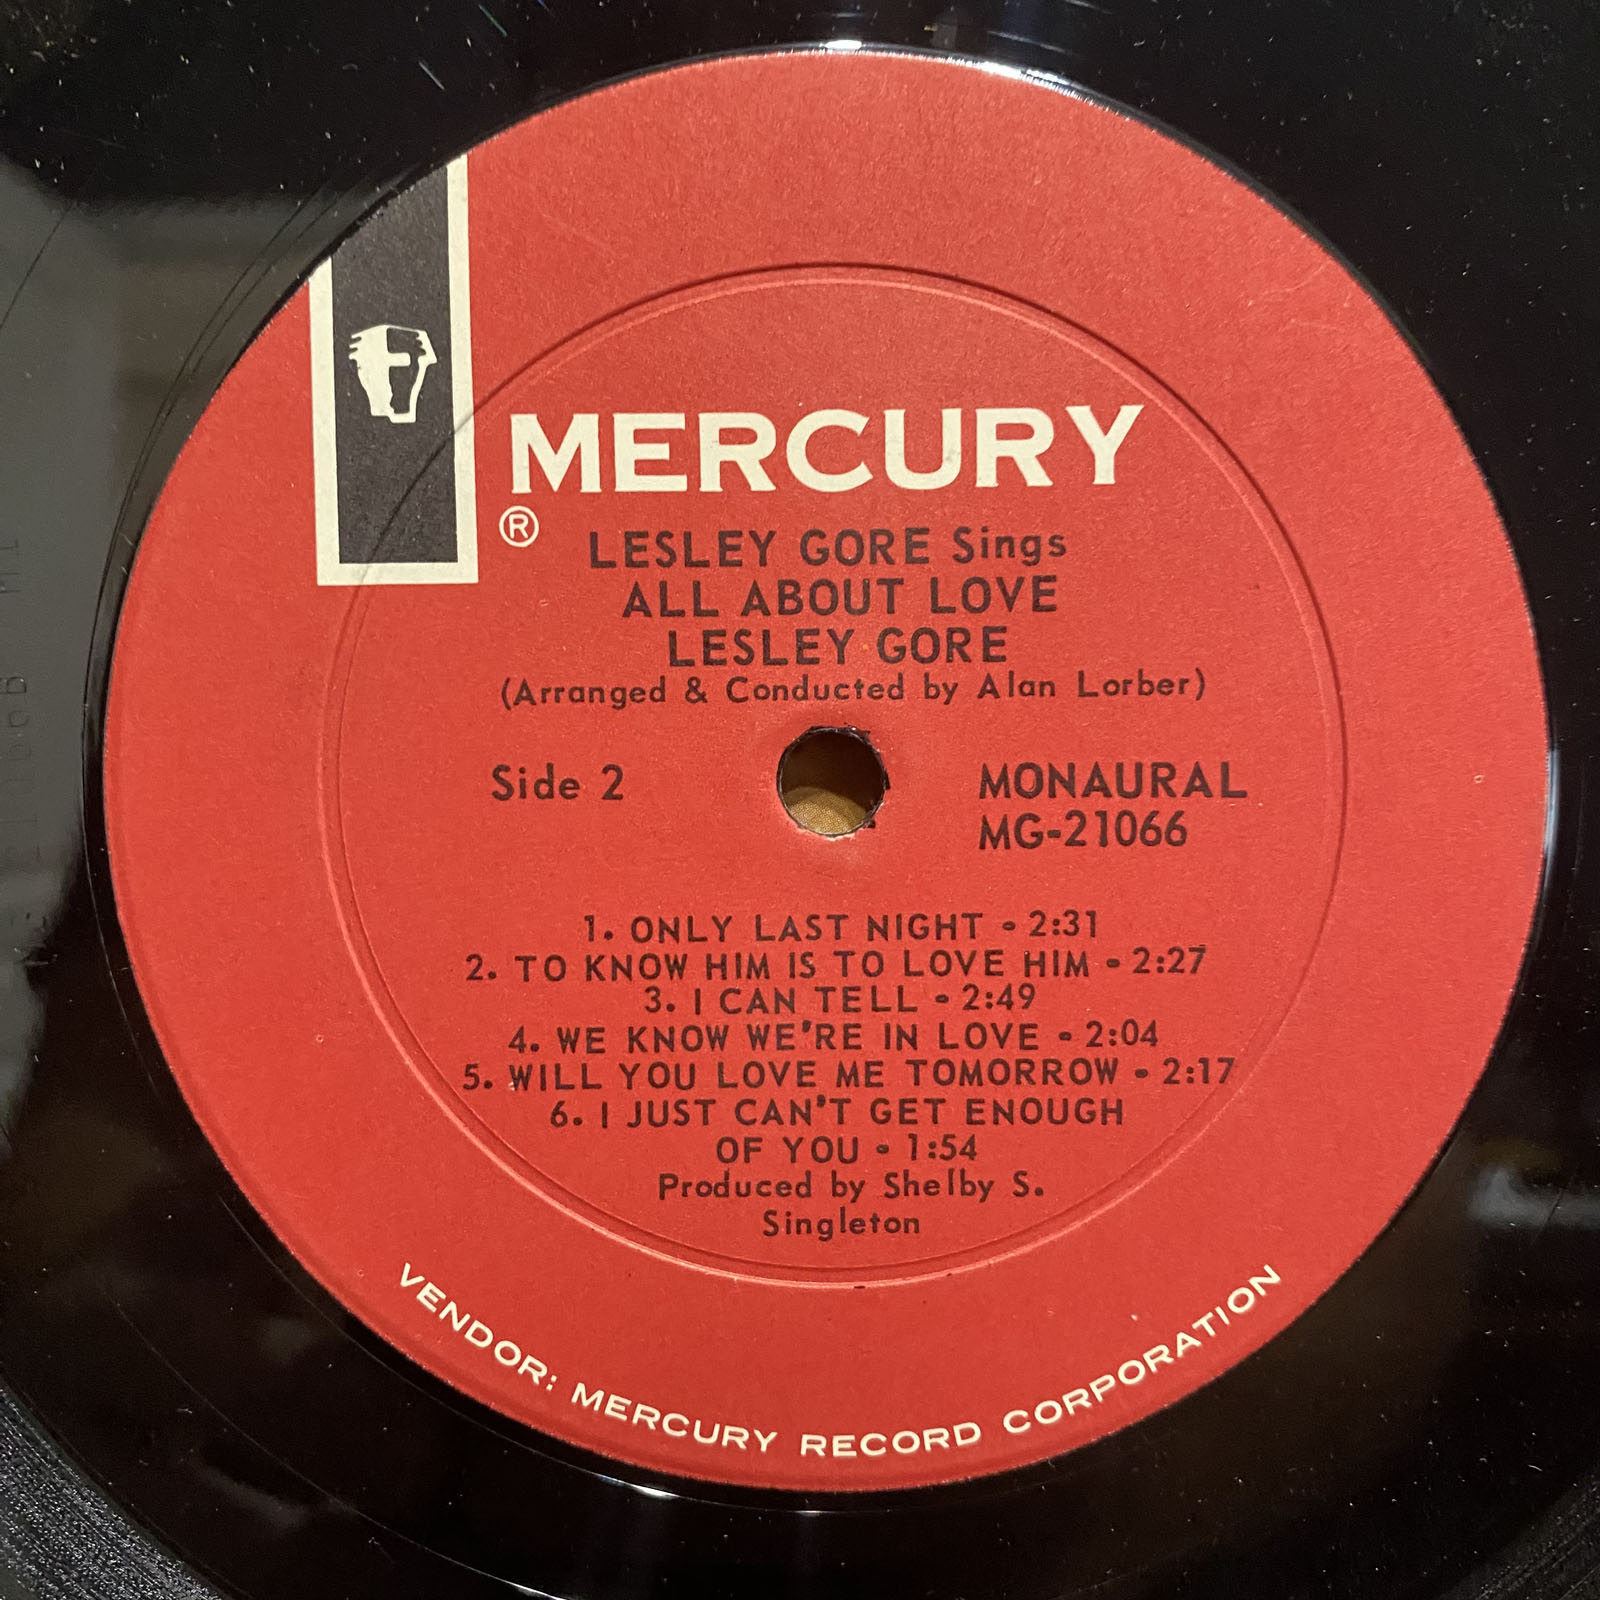 MERCURY
®
LESLEY GORE Sings
ALL ABOUT LOVE
LESLEY GORE
(Arranged & Conducted by Alan Lorber)
Side 2
MONAURAL
MG-21066
1. ONLY LAST NIGHT - 2:31
2. TO KNOW HIM IS TO LOVE HIM - 2:27
3. I CAN TELL - 2:49
4. WE KNOW WE'RE IN LOVE - 2:04
5. WILL YOU LOVE ME TOMORROW - 2:17
6. I JUST CAN'T GET ENOUGH
OF YOU - 1:54
Produced by Shelby S.
Singleton
VENDOR: MERCURY RECORD CORPORATION